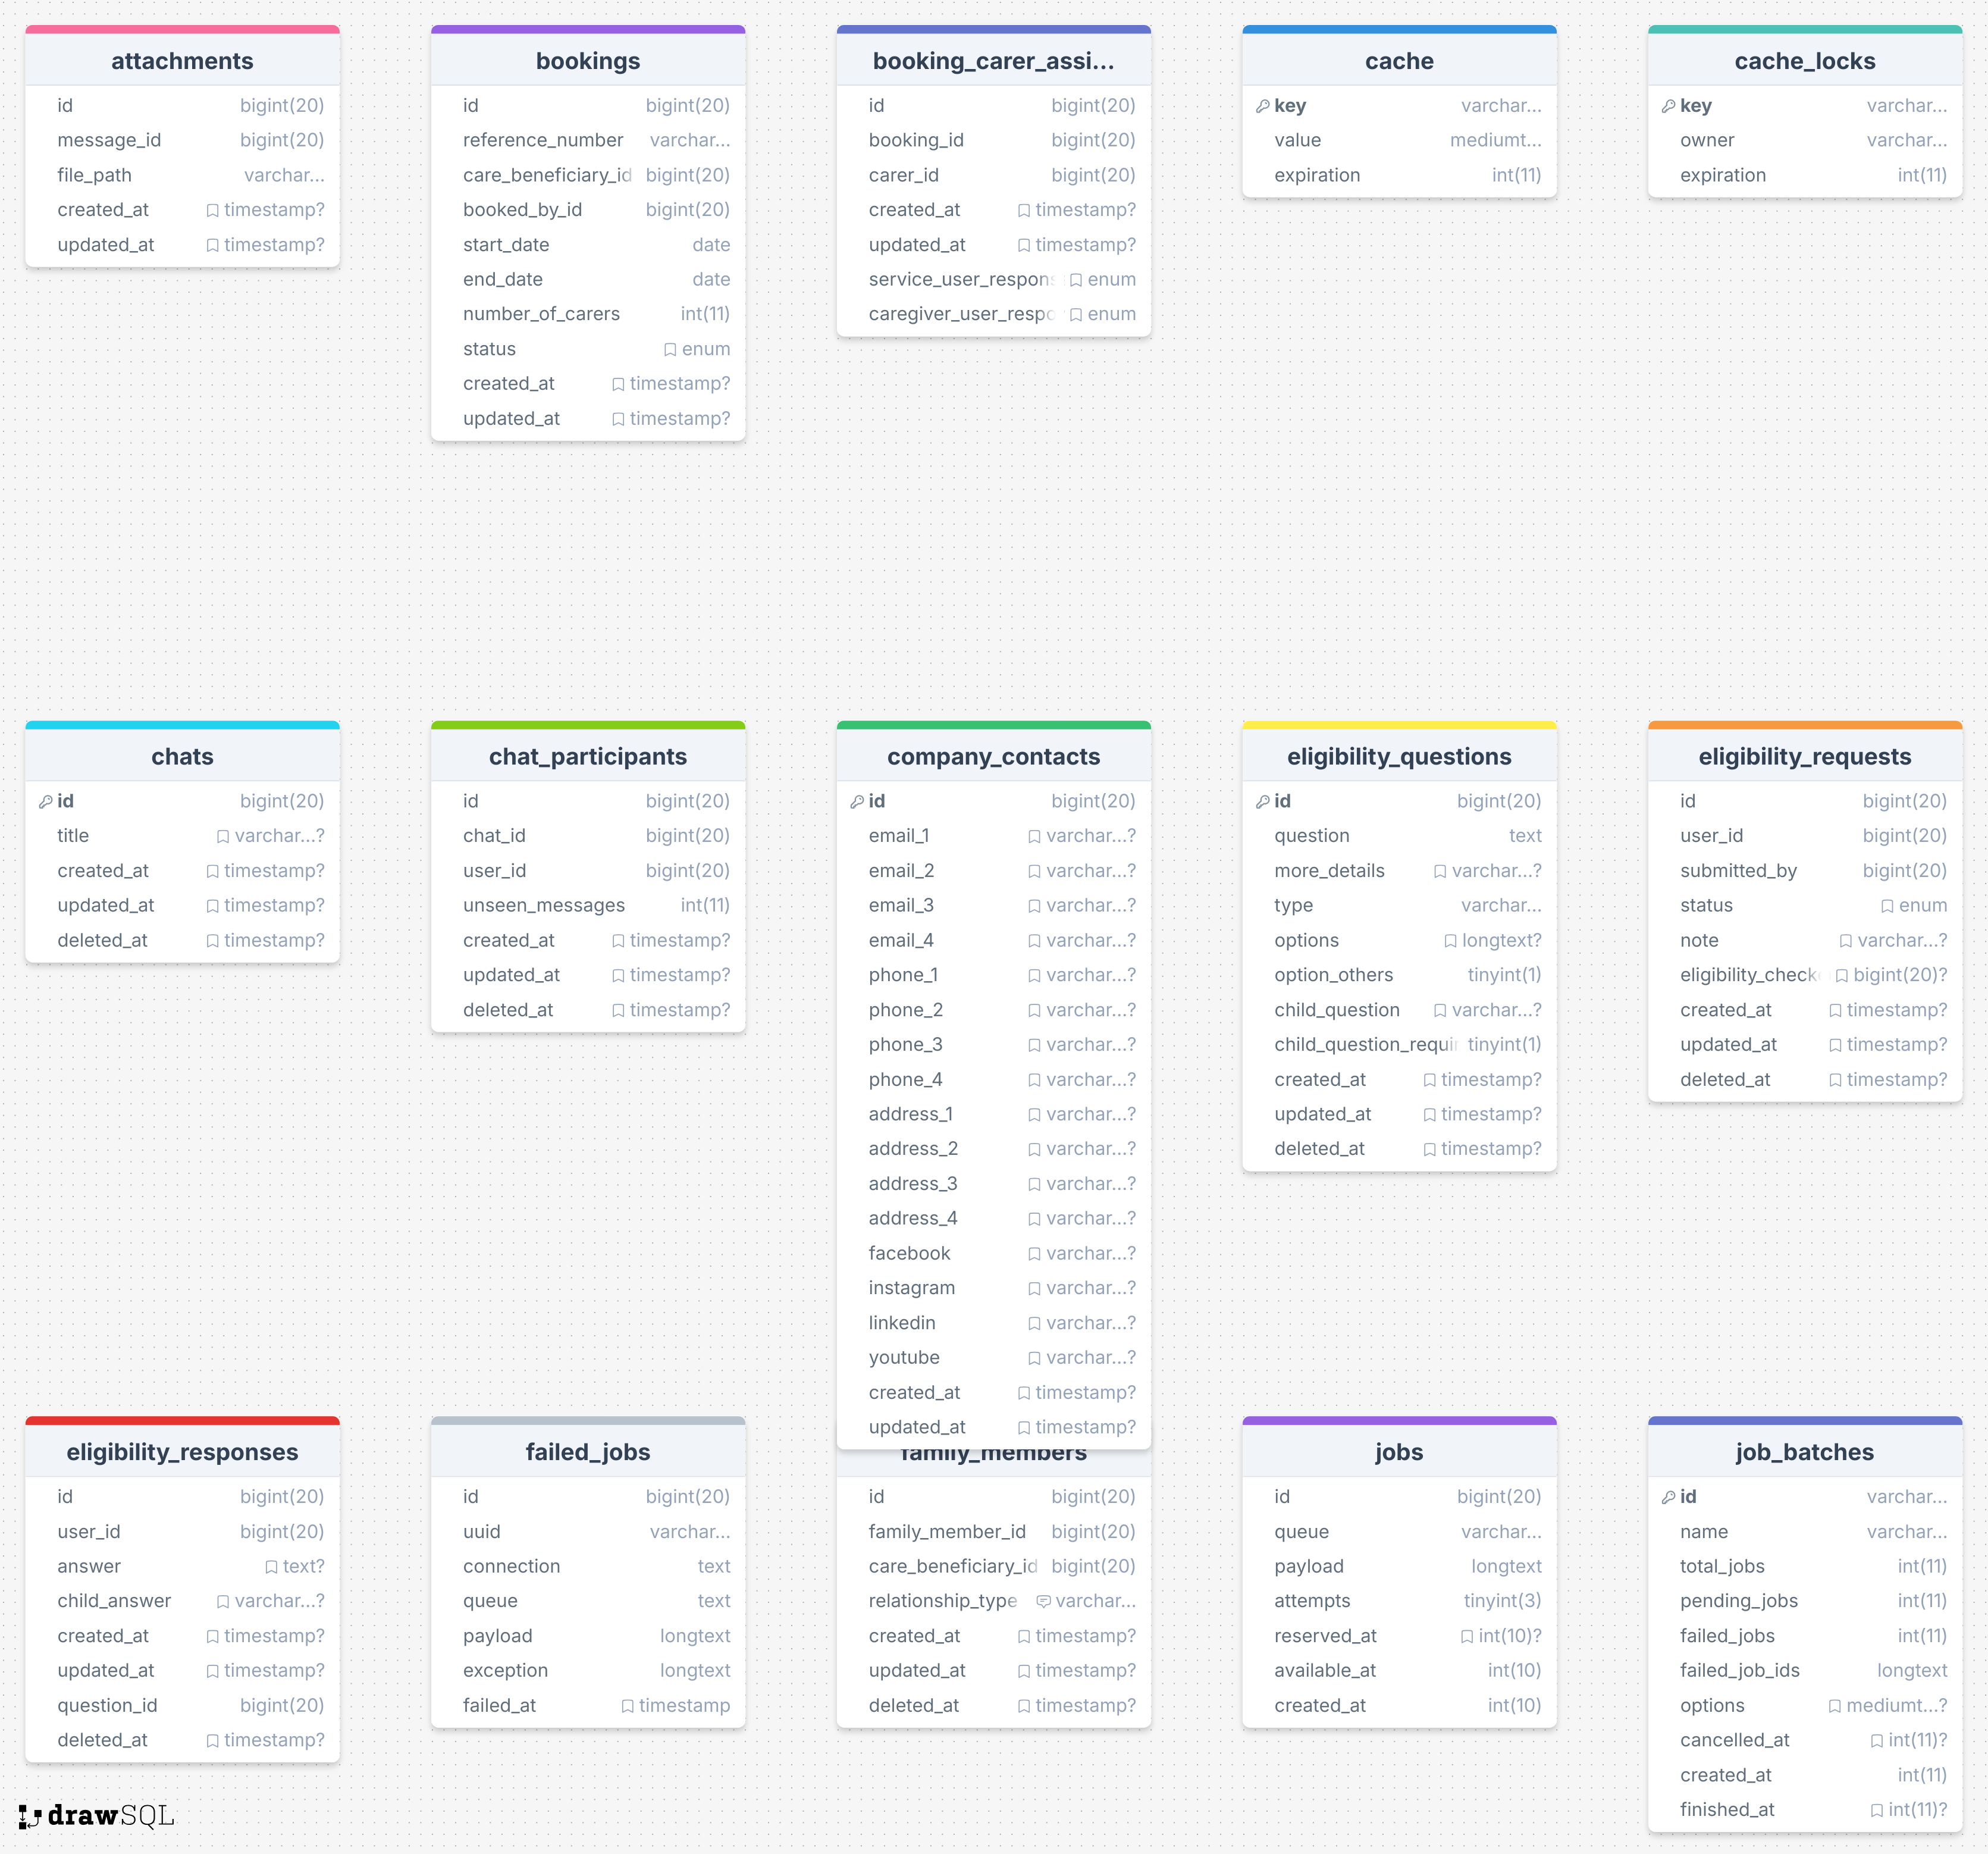 attachments
id bigint(20)
message_id bigint(20)
file_path varchar...
created_at timestamp?
updated_at timestamp?
bookings
id bigint(20)
reference_number varchar...
care_beneficiary_id bigint(20)
booked_by_id bigint(20)
start_date date
end_date date
number_of_carers int(11)
status enum
created_at timestamp?
updated_at timestamp?
booking_carer_assi...
id bigint(20)
booking_id bigint(20)
carer_id bigint(20)
created_at timestamp?
updated_at timestamp?
service_user_respons enum
caregiver_user_respo enum
cache
key varchar...
value mediumt...
expiration int(11)
cache_locks
key varchar...
owner varchar...
expiration int(11)
chats
id bigint(20)
title varchar...?
created_at timestamp?
updated_at timestamp?
deleted_at timestamp?
chat_participants
id bigint(20)
chat_id bigint(20)
user_id bigint(20)
unseen_messages int(11)
created_at timestamp?
updated_at timestamp?
deleted_at timestamp?
company_contacts
id bigint(20)
email_1 varchar...?
email_2 varchar...?
email_3 varchar...?
email_4 varchar...?
phone_1 varchar...?
phone_2 varchar...?
phone_3 varchar...?
phone_4 varchar...?
address_1 varchar...?
address_2 varchar...?
address_3 varchar...?
address_4 varchar...?
facebook varchar...?
instagram varchar...?
linkedin varchar...?
youtube varchar...?
created_at timestamp?
updated_at timestamp?
eligibility_questions
id bigint(20)
question text
more_details varchar...?
type varchar...
options longtext?
option_others tinyint(1)
child_question varchar...?
child_question_requir tinyint(1)
created_at timestamp?
updated_at timestamp?
deleted_at timestamp?
eligibility_requests
id bigint(20)
user_id bigint(20)
submitted_by bigint(20)
status enum
note varchar...?
eligibility_check bigint(20)?
created_at timestamp?
updated_at timestamp?
deleted_at timestamp?
eligibility_responses
id bigint(20)
user_id bigint(20)
answer text?
child_answer varchar...?
created_at timestamp?
updated_at timestamp?
question_id bigint(20)
deleted_at timestamp?
failed_jobs
id bigint(20)
uuid varchar...
connection text
queue text
payload longtext
exception longtext
failed_at timestamp
family_members
id bigint(20)
family_member_id bigint(20)
care_beneficiary_id bigint(20)
relationship_type varchar...
created_at timestamp?
updated_at timestamp?
deleted_at timestamp?
jobs
id bigint(20)
queue varchar...
payload longtext
attempts tinyint(3)
reserved_at int(10)?
available_at int(10)
created_at int(10)
job_batches
id varchar...
name varchar...
total_jobs int(11)
pending_jobs int(11)
failed_jobs int(11)
failed_job_ids longtext
options mediumt...?
cancelled_at int(11)?
created_at int(11)
finished_at int(11)?
drawSQL